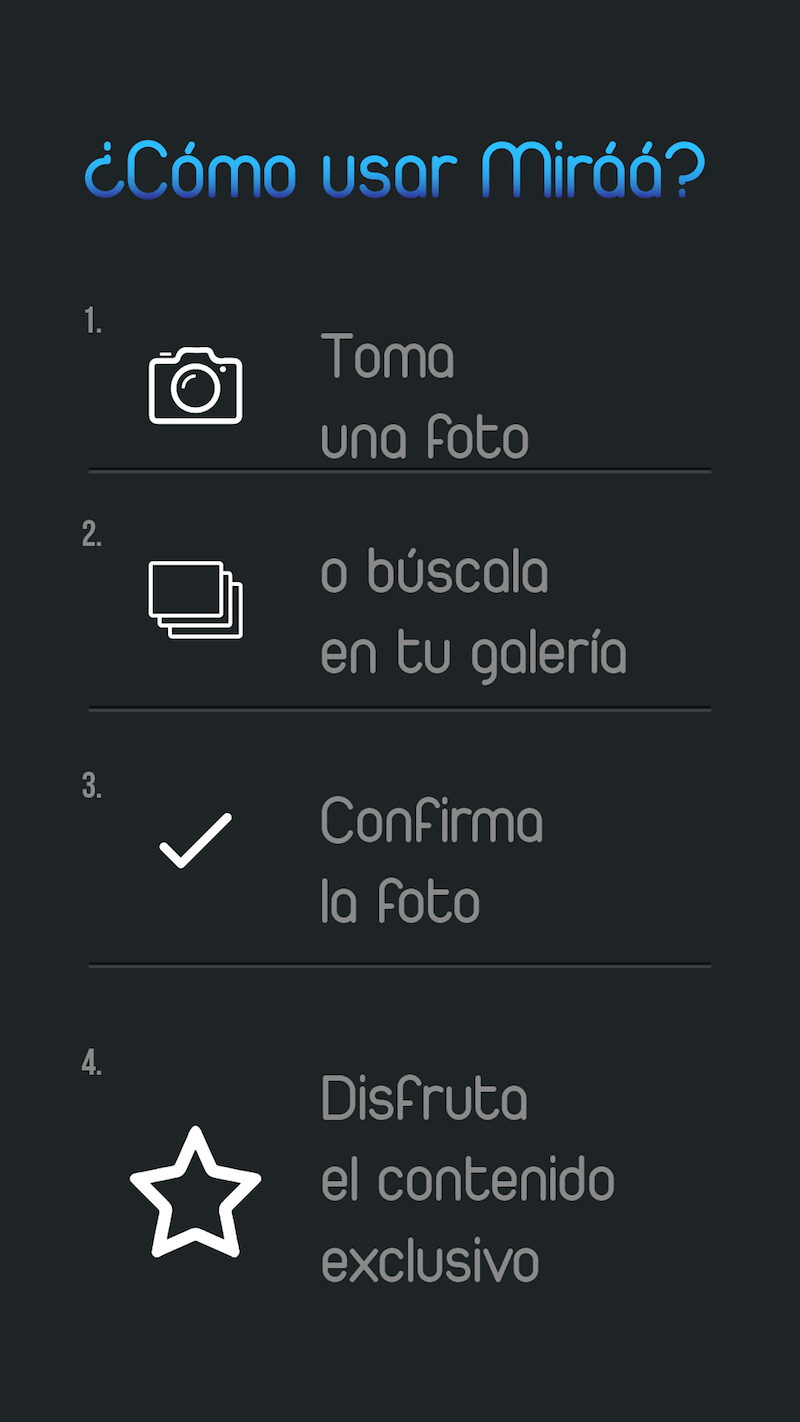 ¿Cómo usar Miráá?
1.
Toma
una foto
2.
o búscala
en tu galería
3.
Confirma
la foto
4.
Disfruta
el contenido
exclusivo